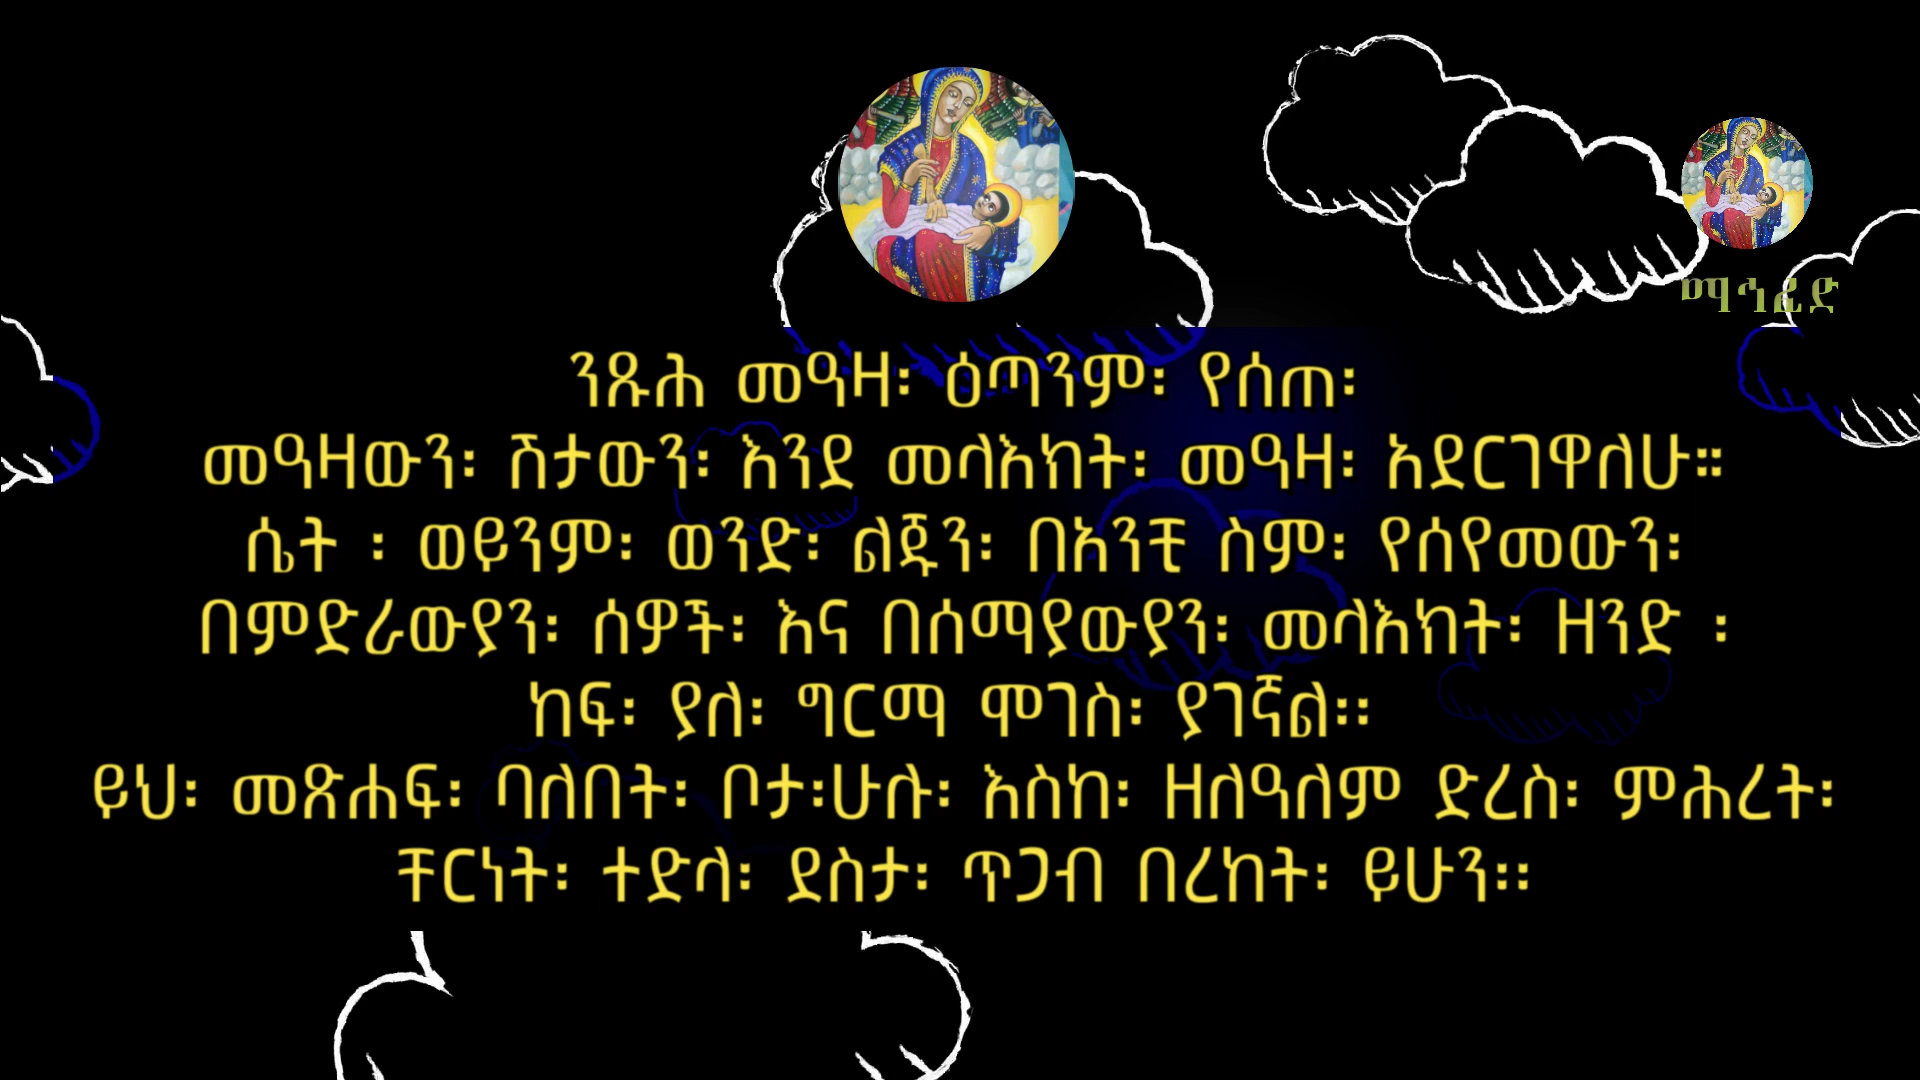 ማኅፈድ
ንጹሕ መዓዛ፡ ዕጣንም፡ የሰጠ፡
መዓዛውን፡ ሽታውን፡ እንደ መላእክት፡ መዓዛ፡ አደርገዋለሁ።
ሴት ፡ ወይንም፡ ወንድ፡ ልጁን፡ በአንቺ ስም፡ የሰየመውን፡
በምድራውያን፡ ሰዎች፡ እና በሰማያውያን፡ መላእክት፡ ዘንድ ፡
ከፍ፡ ያለ፡ ግርማ ሞገስ፡ ያገኛል፡፡
ይህ፡ መጽሐፍ፡ ባለበት፡ ቦታ፡ሁሉ፡ እስከ፡ ዘለዓለም ድረስ፡ ምሕረት፡
ቸርነት፡ ተድላ፡ ደስታ፡ ጥጋብ በረከት፡ ይሁን፡፡